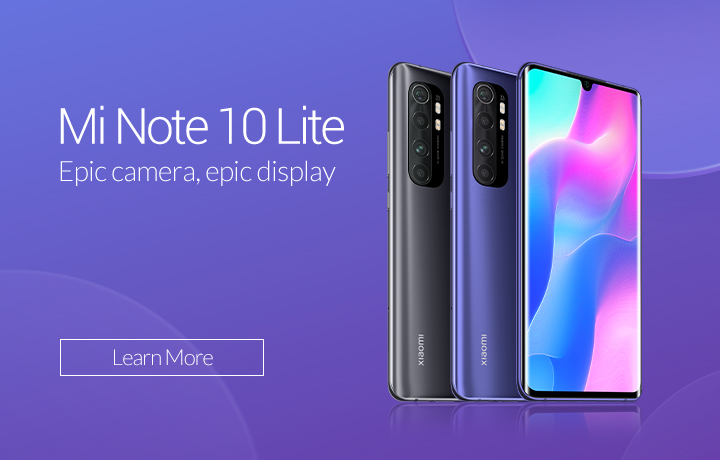 Mi Note 10 Lite
Epic camera, epic display
Learn More
xiaomi
xiaomi